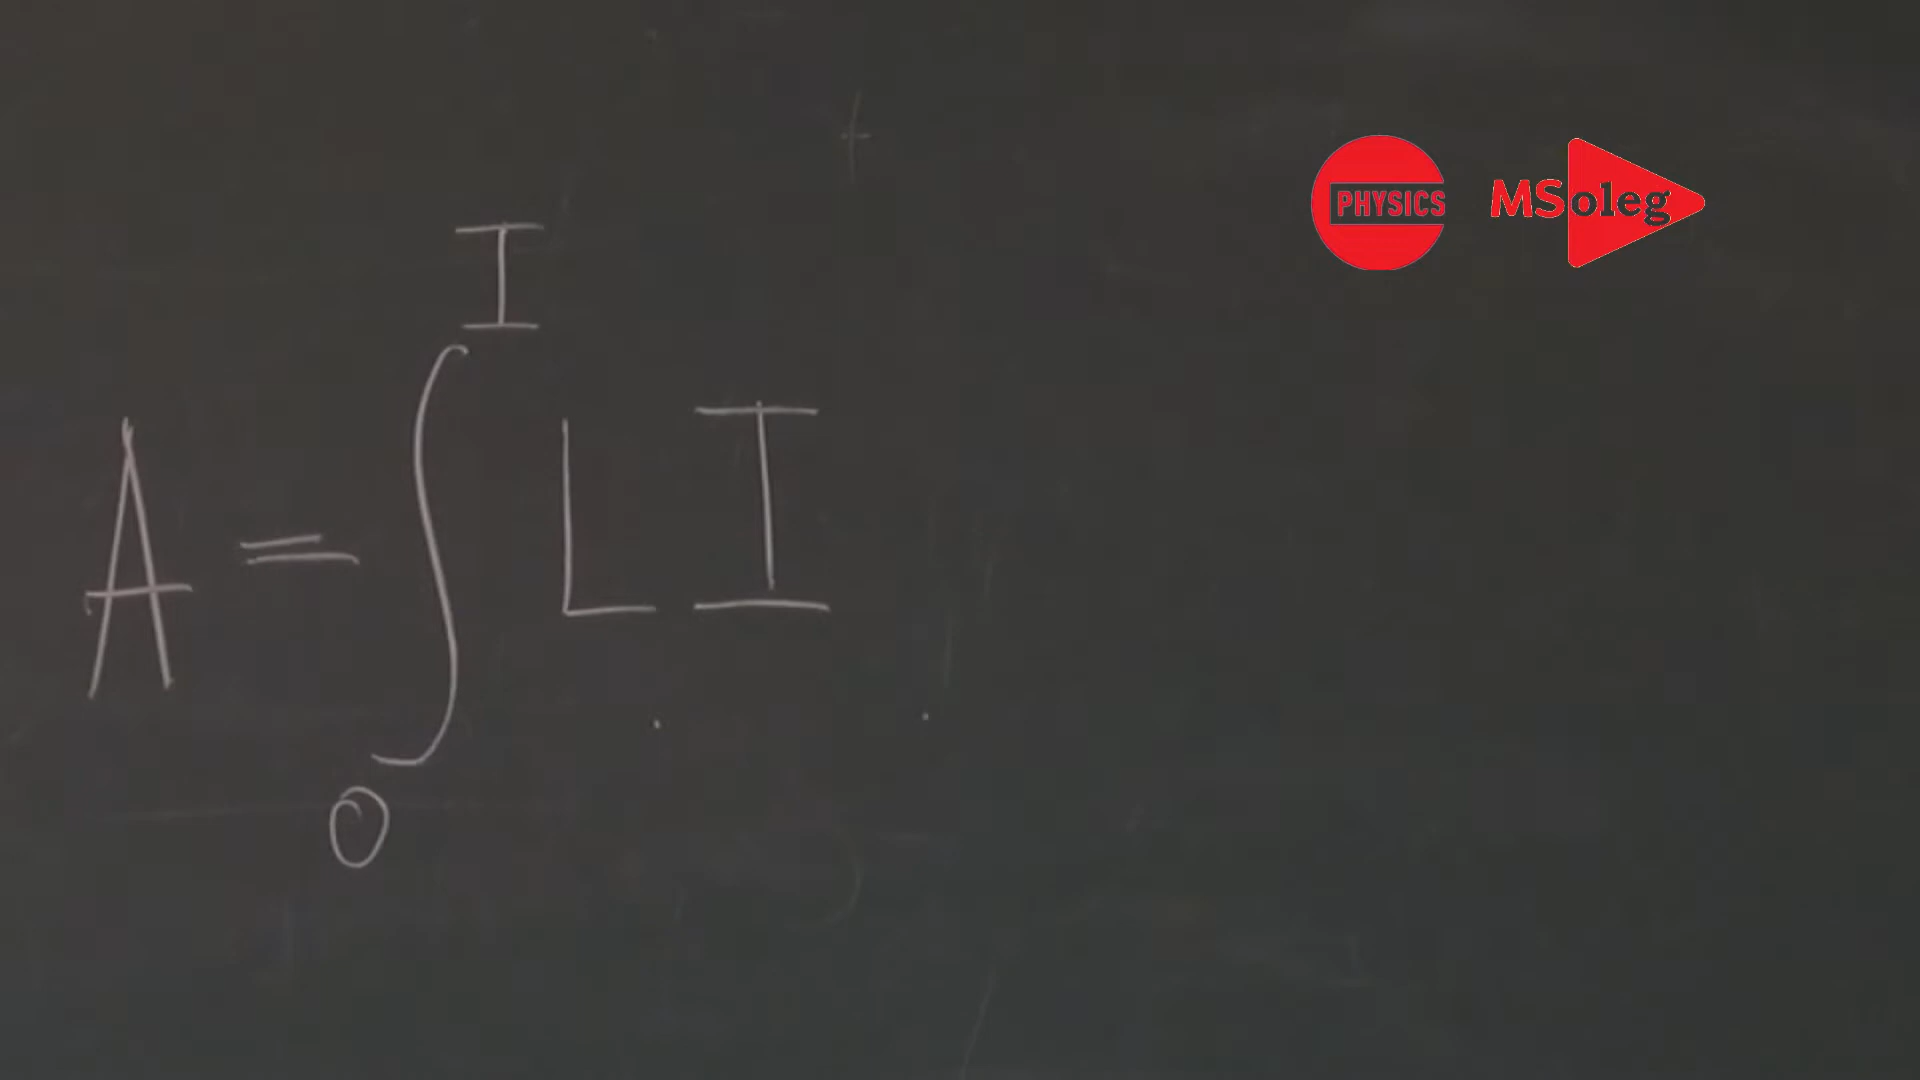 I
A = ∫ L I
0
PHYSICS MSoleg